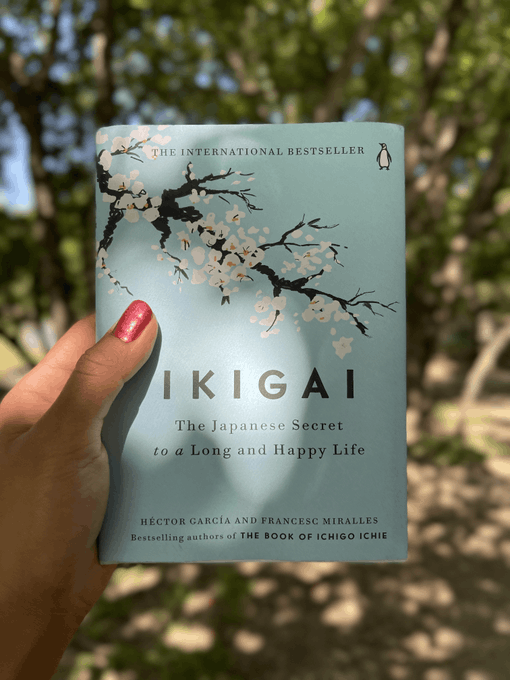 THE INTERNATIONAL BESTSELLER
IKIGAI
The Japanese Secret
to a Long and Happy Life
HÉCTOR GARCÍA AND FRANCESC MIRALLES
Bestselling authors of THE BOOK OF ICHIGO ICHIE